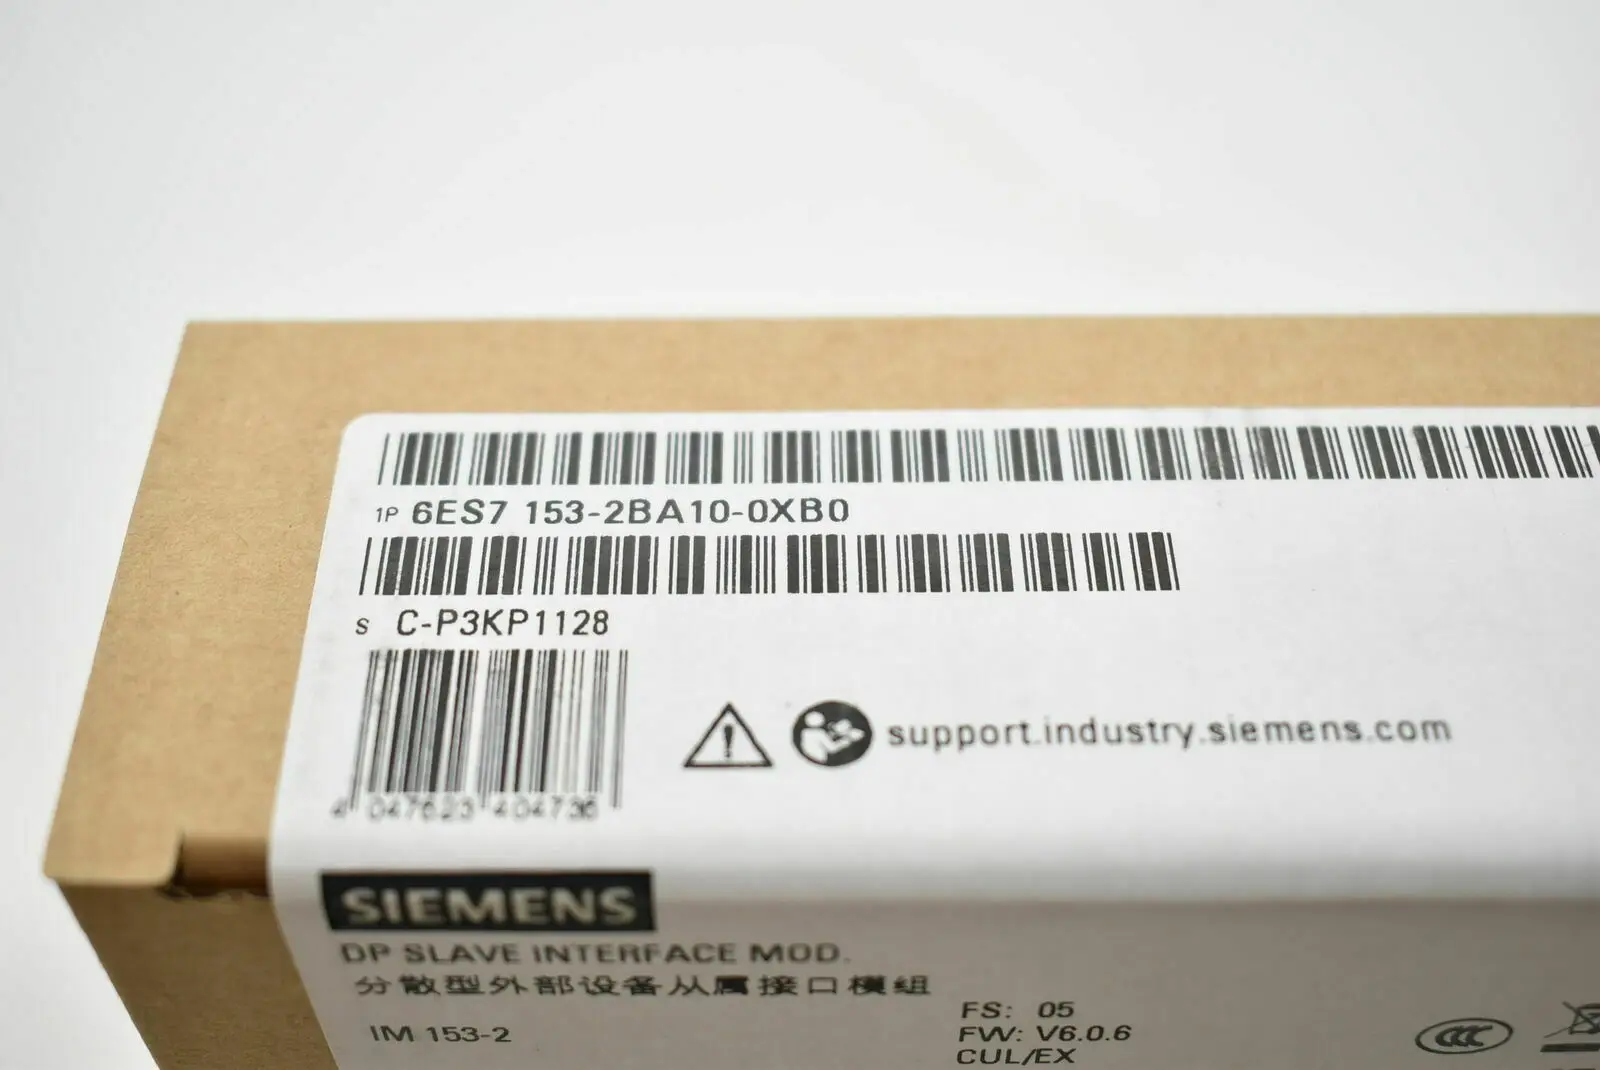 1P 6ES7 153-2BA10-0XB0
S C-P3KP1128
4 047623 404736
support.industry.siemens.com
SIEMENS
DP SLAVE INTERFACE MOD.
分散型外部设备从属接口模组
IM 153-2
FS: 05
FW: V6.0.6
CUL/EX
CCC